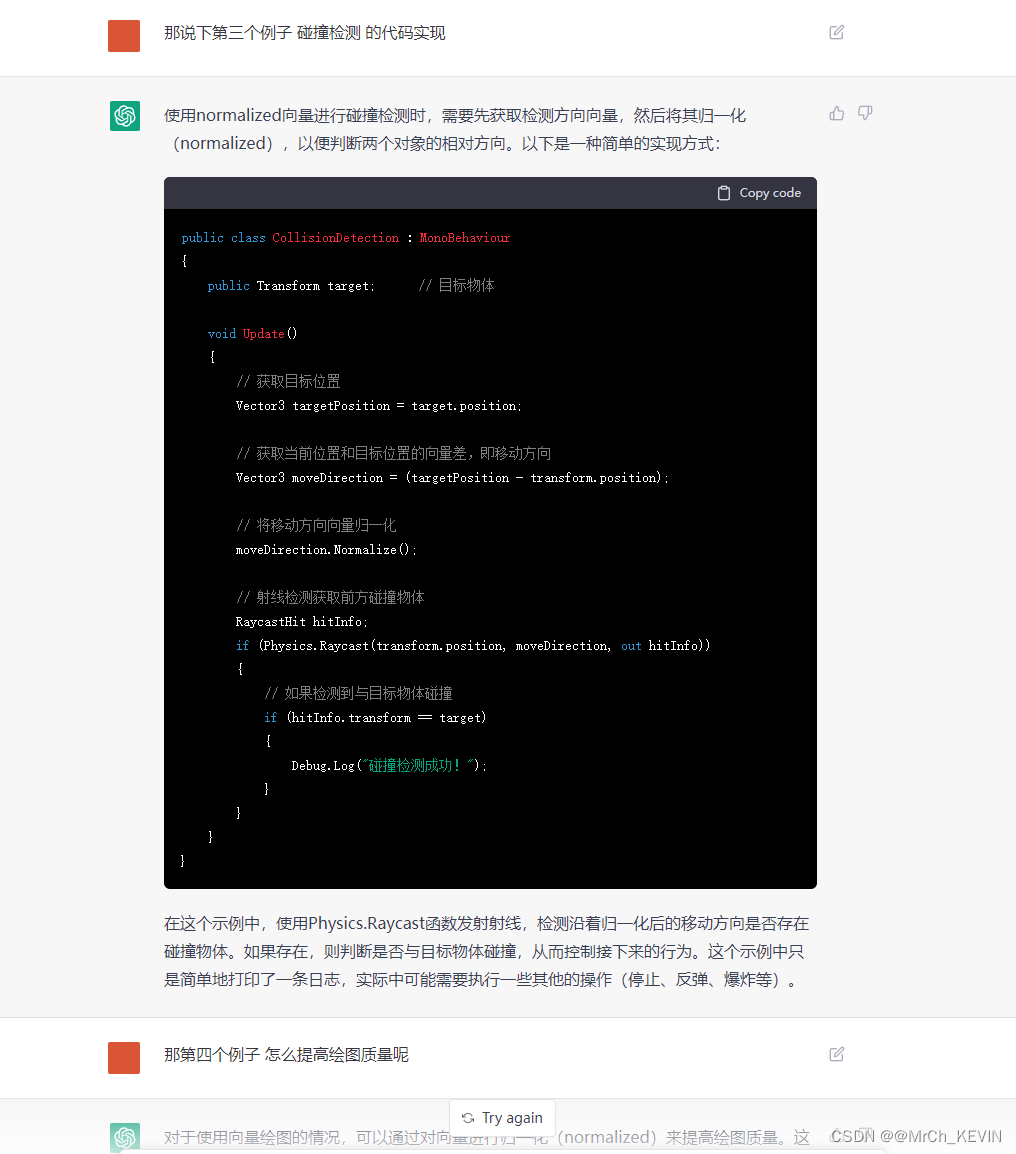 那说下第三个例子 碰撞检测 的代码实现
使用normalized向量进行碰撞检测时，需要先获取检测方向向量，然后将其归一化
（normalized），以便判断两个对象的相对方向。以下是一种简单的实现方式：
Copy code
public class CollisionDetection : MonoBehaviour
{
    public Transform target;      // 目标物体
    void Update()
    {
        // 获取目标位置
        Vector3 targetPosition = target.position;
        // 获取当前位置和目标位置的向量差，即移动方向
        Vector3 moveDirection = (targetPosition - transform.position);
        // 将移动方向向量归一化
        moveDirection.Normalize();
        // 射线检测获取前方碰撞物体
        RaycastHit hitInfo;
        if (Physics.Raycast(transform.position, moveDirection, out hitInfo))
        {
            // 如果检测到与目标物体碰撞
            if (hitInfo.transform == target)
            {
                Debug.Log("碰撞检测成功！");
            }
        }
    }
}
在这个示例中，使用Physics.Raycast函数发射射线，检测沿着归一化后的移动方向是否存在
碰撞物体。如果存在，则判断是否与目标物体碰撞，从而控制接下来的行为。这个示例中只
是简单地打印了一条日志，实际中可能需要执行一些其他的操作（停止、反弹、爆炸等）。
那第四个例子 怎么提高绘图质量呢
Try again
对于使用向量绘图的情况，可以通过对向量进行归一化（normalized）来提高绘图质量。这
CSDN @@MrCh_KEVIN